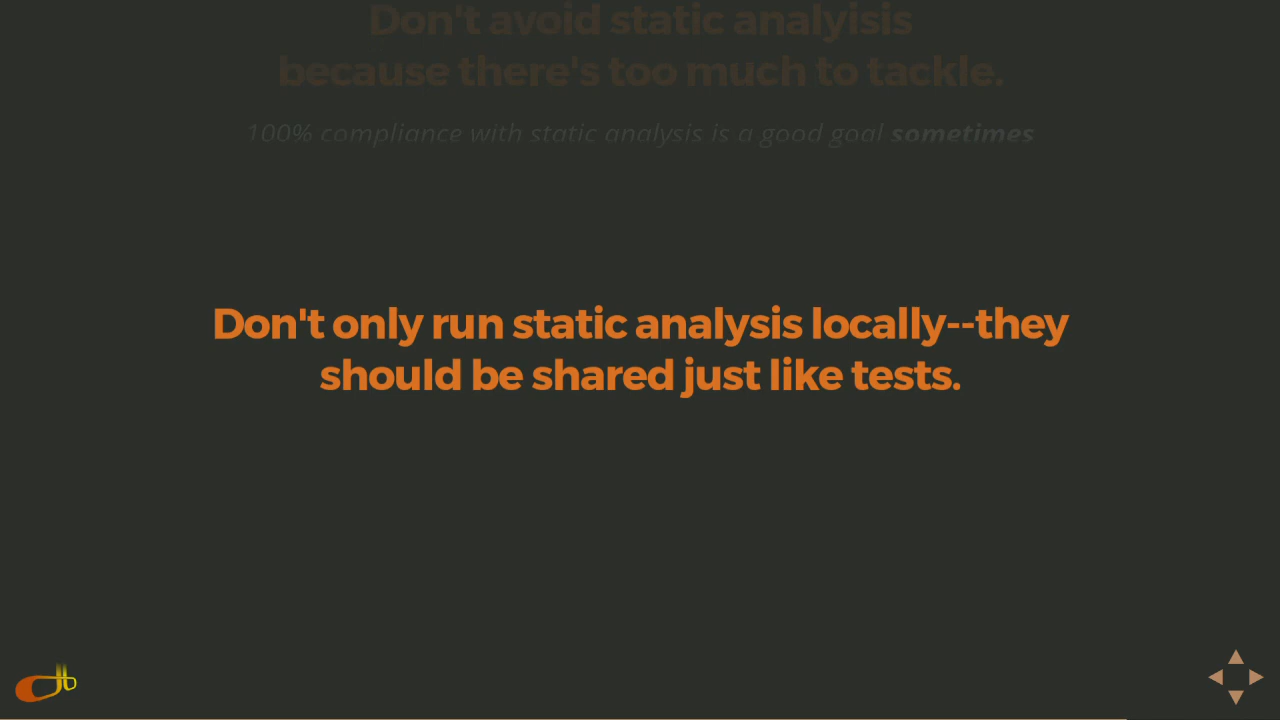 Don't avoid static analyisis
because there's too much to tackle.
100% compliance with static analysis is a good goal sometimes
Don't only run static analysis locally--they
should be shared just like tests.